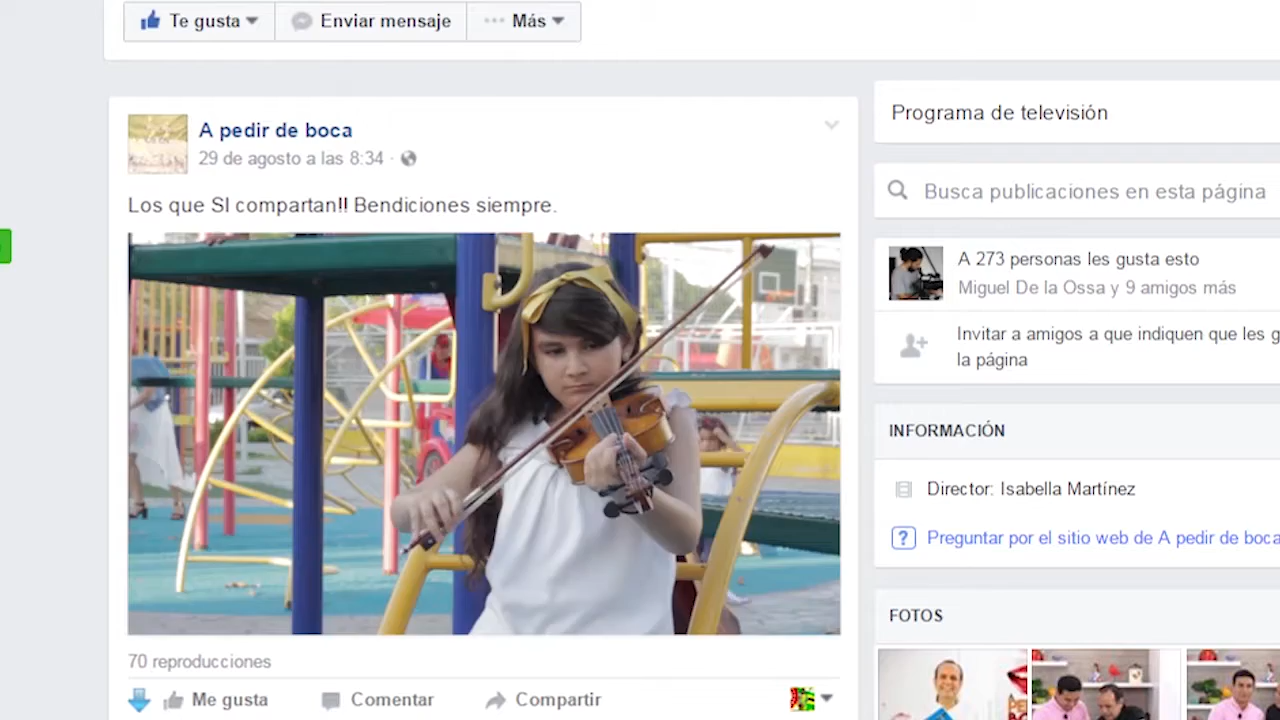 Te gusta
Enviar mensaje
Más
A pedir de boca
29 de agosto a las 8:34 ·
Los que SI compartan!! Bendiciones siempre.
70 reproducciones
Me gusta
Comentar
Compartir
Programa de televisión
Busca publicaciones en esta página
A 273 personas les gusta esto
Miguel De la Ossa y 9 amigos más
Invitar a amigos a que indiquen que les g
la página
INFORMACIÓN
Director: Isabella Martínez
? Preguntar por el sitio web de A pedir de boca
FOTOS